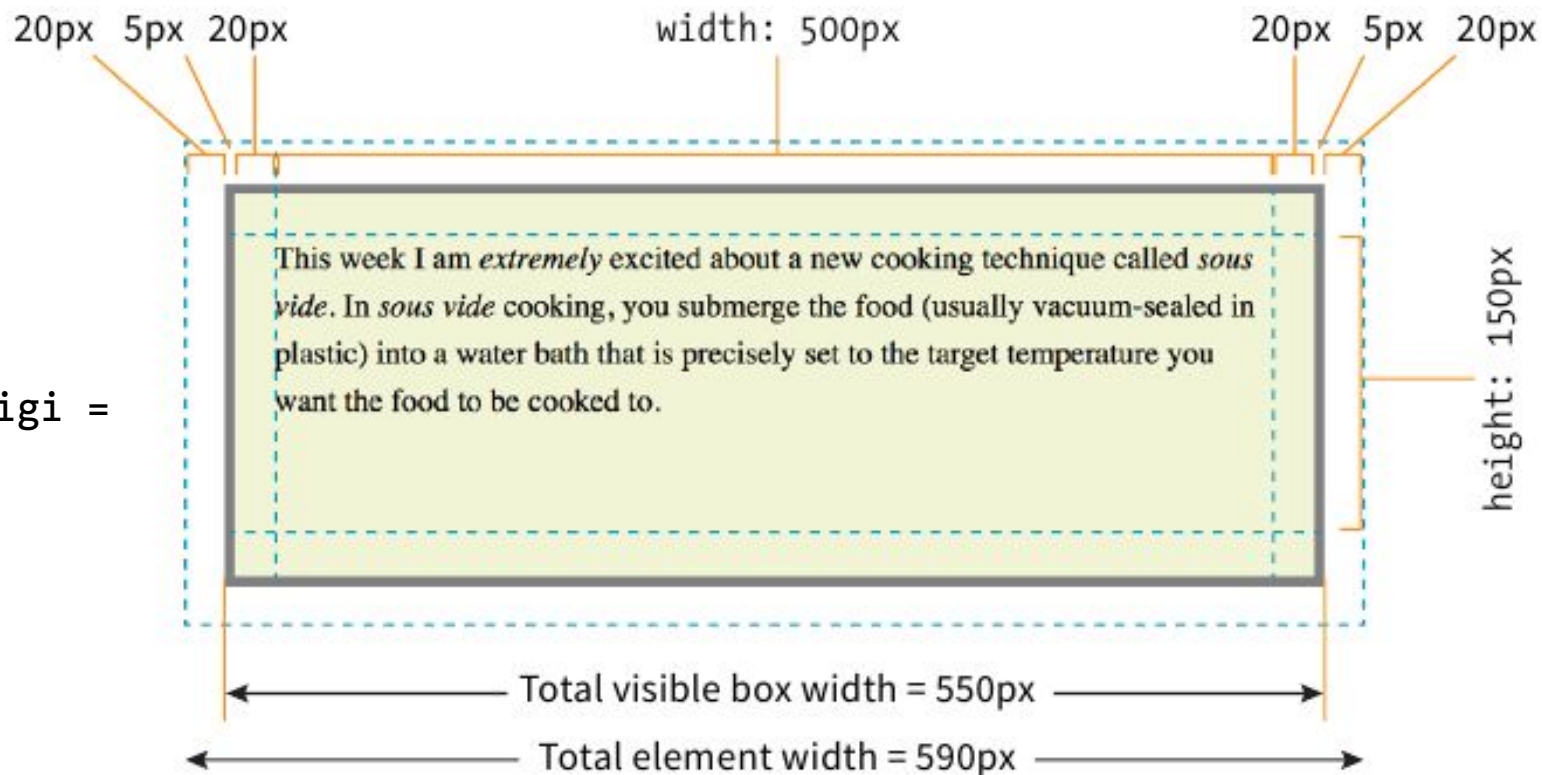 20px 5px 20px width: 500px 20px 5px 20px
This week I am extremely excited about a new cooking technique called sous
vide. In sous vide cooking, you submerge the food (usually vacuum-sealed in
plastic) into a water bath that is precisely set to the target temperature you
want the food to be cooked to.
igi =
height: 150px
Total visible box width = 550px
Total element width = 590px